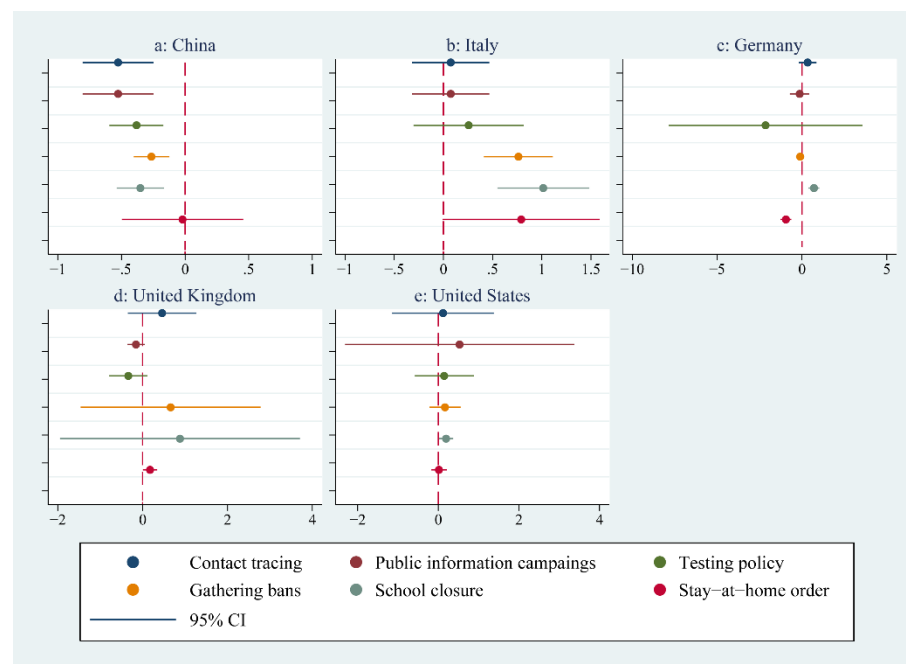 a: China
b: Italy
c: Germany
−1 −.5 0 .5 1
−1 −.5 0 .5 1 1.5
−10 −5 0 5
d: United Kingdom
e: United States
−2 0 2 4
−2 0 2 4
Contact tracing
Public information campaings
Testing policy
Gathering bans
School closure
Stay−at−home order
95% CI